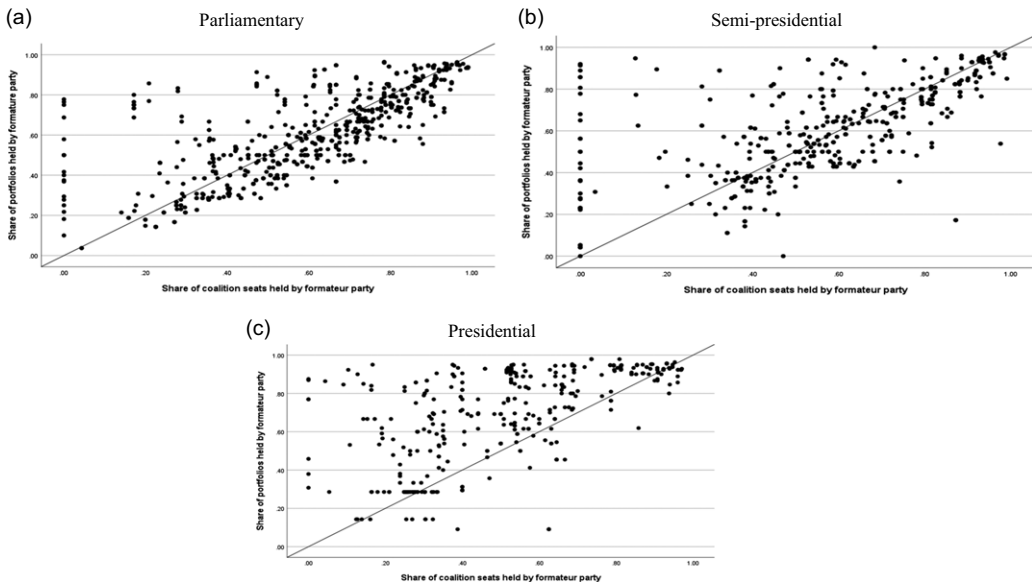 (a)
Parliamentary
Share of portfolios held by formature party
1.00
.80
.60
.40
.20
.00
.00 .20 .40 .60 .80 1.00
Share of coalition seats held by formateur party
(b)
Semi-presidential
Share of portfolios held by formateur party
1.00
.80
.60
.40
.20
.00
.00 .20 .40 .60 .80 1.00
Share of coalition seats held by formateur party
(c)
Presidential
Share of portfolios held by formateur party
1.00
.80
.60
.40
.20
.00
.00 .20 .40 .60 .80 1.00
Share of coalition seats held by formateur party